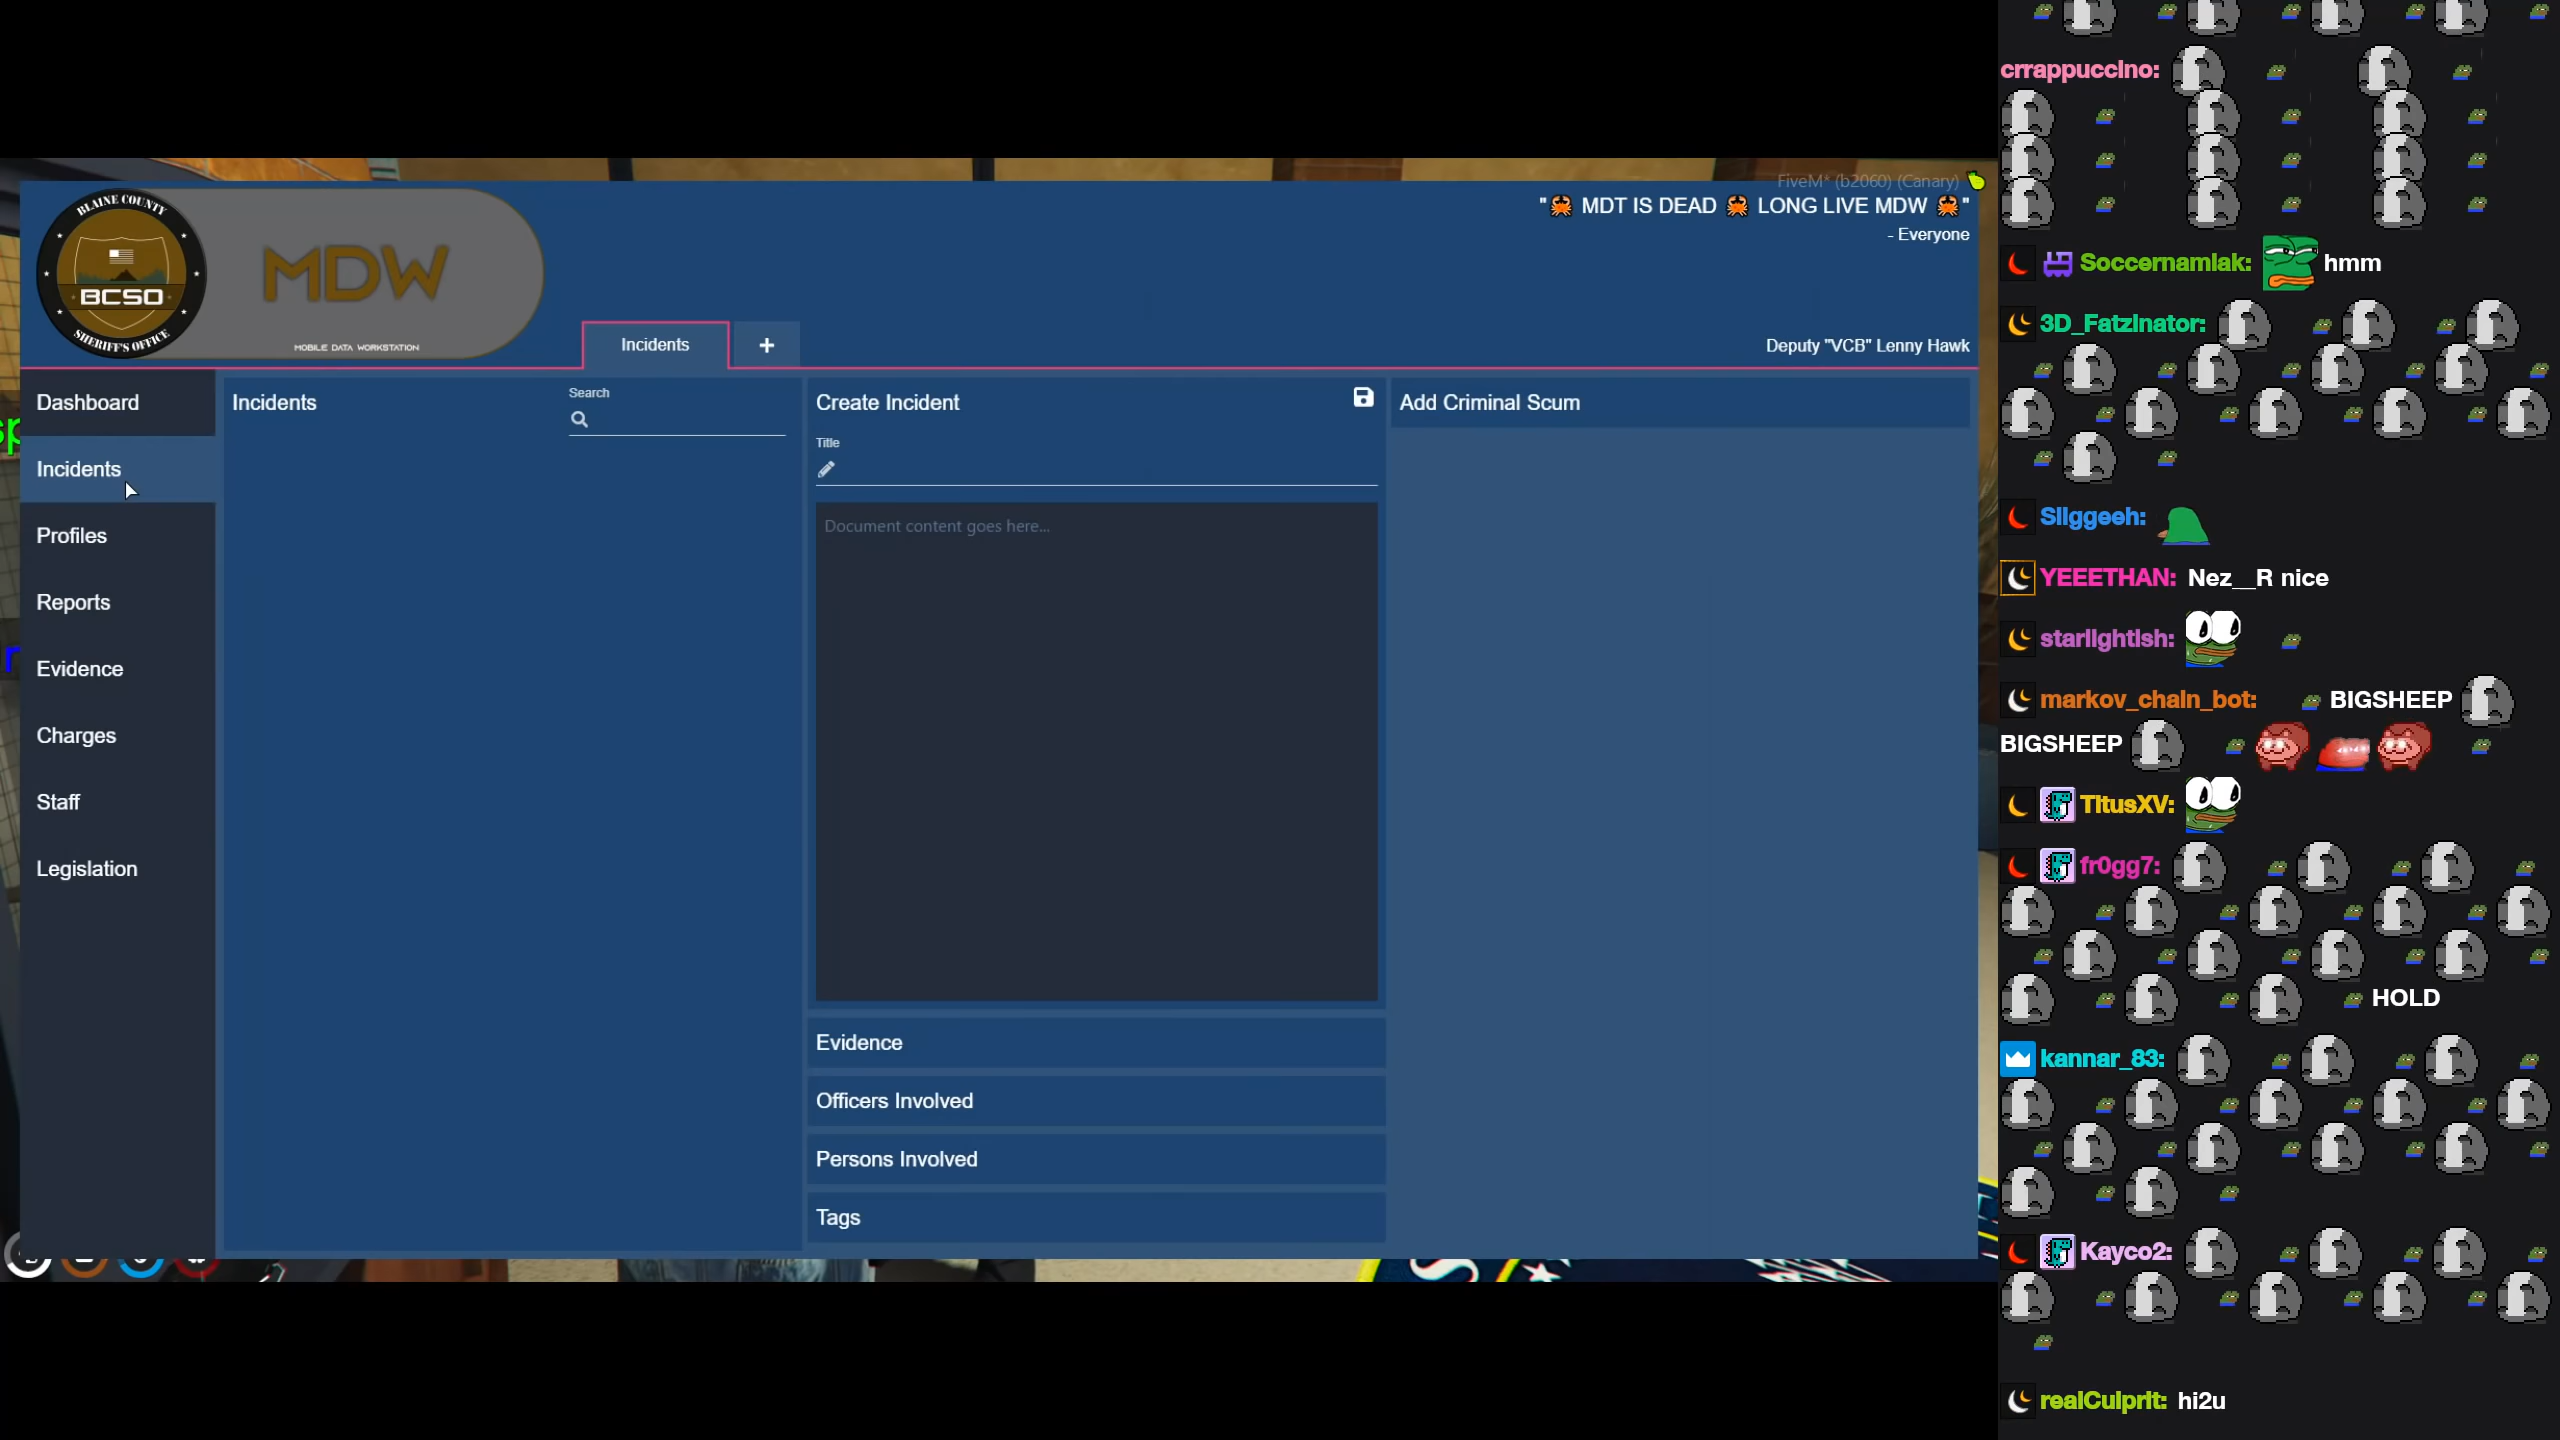 FiveM* (b2060) (Canary)
BLAINE COUNTY
BCSO
SHERIFF'S OFFICE
MDW
MOBILE DATA WORKSTATION
"🦀 MDT IS DEAD 🦀 LONG LIVE MDW 🦀"
- Everyone
Incidents
+
Deputy "VCB" Lenny Hawk
Dashboard
Incidents
Profiles
Reports
Evidence
Charges
Staff
Legislation
Incidents
Search
Create Incident
Title
Document content goes here...
Evidence
Officers Involved
Persons Involved
Tags
Add Criminal Scum
crrappuccino:
Soccernamlak: hmm
3D_Fatzinator:
Sliggeeh:
YEEETHAN: Nez__R nice
starlightish:
markov_chain_bot: BIGSHEEP
BIGSHEEP
TitusXV:
fr0gg7:
HOLD
kannar_83:
Kayco2:
realCulprit: hi2u